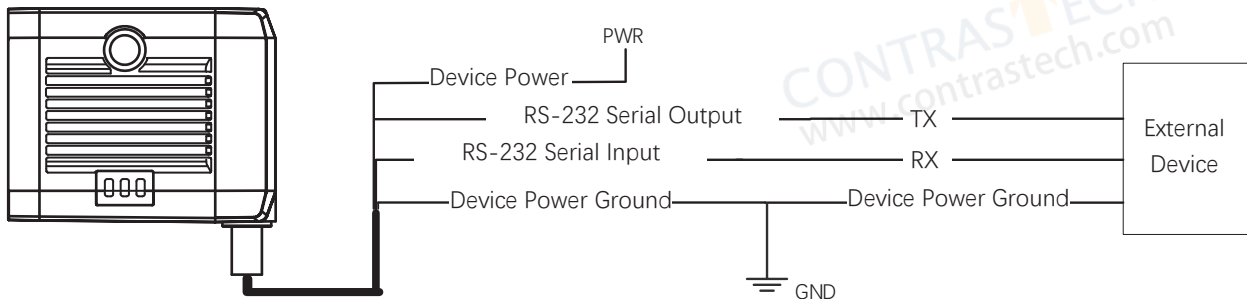 PWR
Device Power
RS-232 Serial Output
TX
RS-232 Serial Input
RX
External
Device
Device Power Ground
Device Power Ground
GND
CONTRASTECH
www.contrastech.com